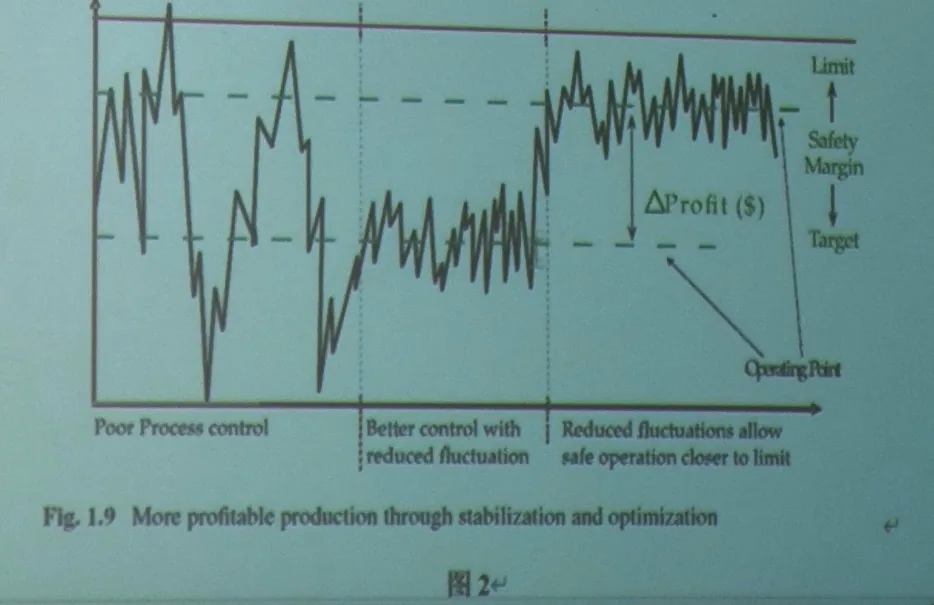 Limit
Safety
Margin
ΔProfit ($)
Target
Operating Point
Poor Process control
Better control with
reduced fluctuation
Reduced fluctuations allow
safe operation closer to limit
Fig. 1.9 More profitable production through stabilization and optimization
图 2